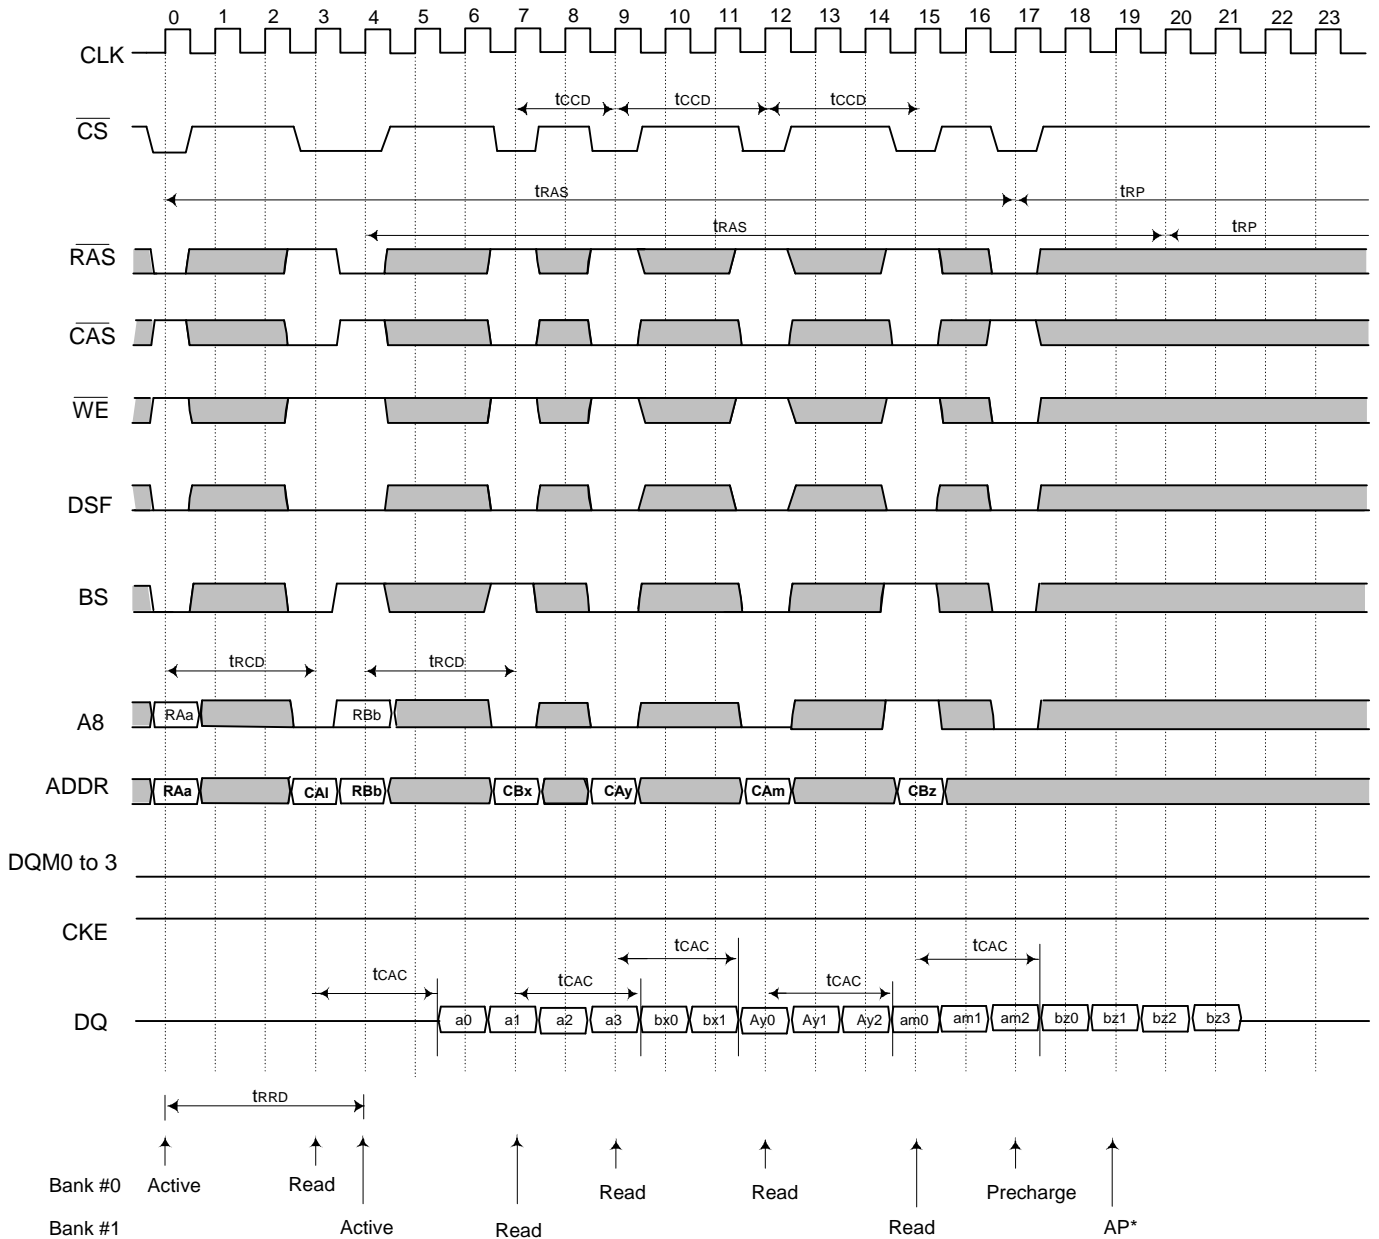 0 1 2 3 4 5 6 7 8 9 10 11 12 13 14 15 16 17 18 19 20 21 22 23
CLK
tCCD tCCD tCCD
CS
tRAS tRP
tRAS tRP
RAS
CAS
WE
DSF
BS
tRCD tRCD
A8 RAa RBb
ADDR RAa CAl RBb CBx CAy CAm CBz
DQM0 to 3
CKE
tCAC tCAC
tCAC tCAC tCAC
DQ a0 a1 a2 a3 bx0 bx1 Ay0 Ay1 Ay2 am0 am1 am2 bz0 bz1 bz2 bz3
tRRD
Bank #0 Active Read Read Read Precharge
Bank #1 Active Read Read AP*